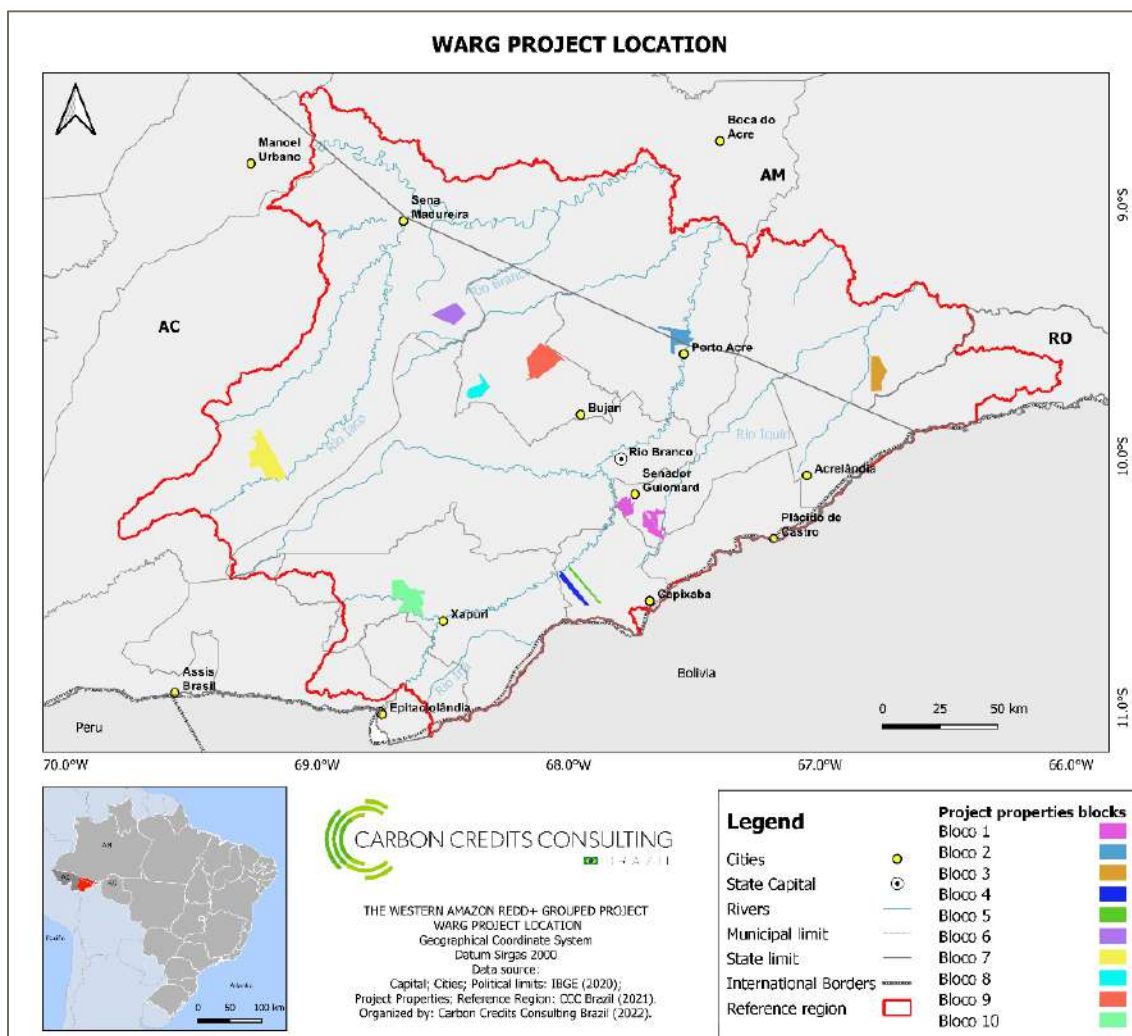 WARG PROJECT LOCATION
Boca do
Acre
Manoel
Urbano
AM
Sena
Madureira
9.0°S
Rio Branco
AC
RO
Porto Acre
Bujari
Rio Iaco
Rio Iquiri
10.0°S
Rio Branco
Senador
Guiomard
Acrelândia
Plácido de
Castro
Capixaba
Xapuri
Assis
Brasil
Bolivia
Epitaciolândia
Peru
0 25 50 km
11.0°S
70.0°W 69.0°W 68.0°W 67.0°W 66.0°W
AM
AC
RO
0 50 100 km
CARBON CREDITS CONSULTING
BRAZIL
THE WESTERN AMAZON REDD+ GROUPED PROJECT
WARG PROJECT LOCATION
Geographical Coordinate System
Datum Sirgas 2000
Data source:
Capital; Cities; Political limits: IBGE (2020);
Project Properties; Reference Region: CCC Brazil (2021).
Organized by: Carbon Credits Consulting Brazil (2022).
Legend
Cities
State Capital
Rivers
Municipal limit
State limit
International Borders
Reference region
Project properties blocks
Bloco 1
Bloco 2
Bloco 3
Bloco 4
Bloco 5
Bloco 6
Bloco 7
Bloco 8
Bloco 9
Bloco 10